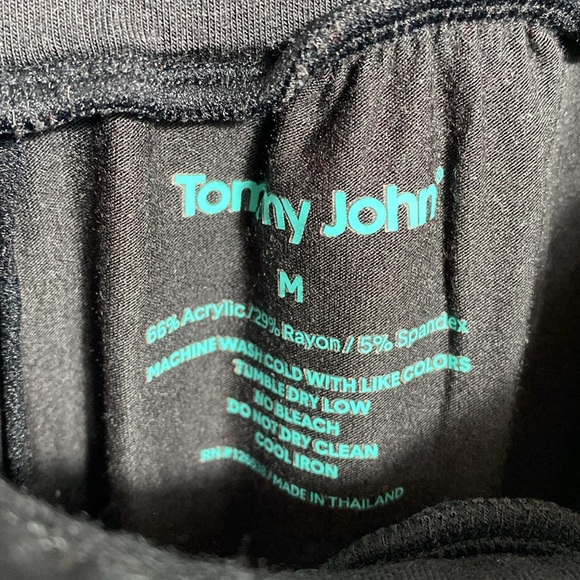 Tommy John®
M
66% Acrylic/29% Rayon/5% Spandex
MACHINE WASH COLD WITH LIKE COLORS
TUMBLE DRY LOW
NO BLEACH
DO NOT DRY CLEAN
COOL IRON
/ MADE IN THAILAND